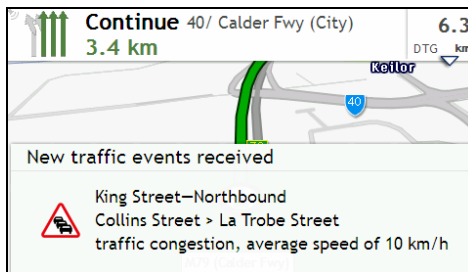 Continue 40/ Calder Fwy (City)
3.4 km
6.3
DTG km
Keilor
40
New traffic events received
King Street—Northbound
Collins Street > La Trobe Street
traffic congestion, average speed of 10 km/h